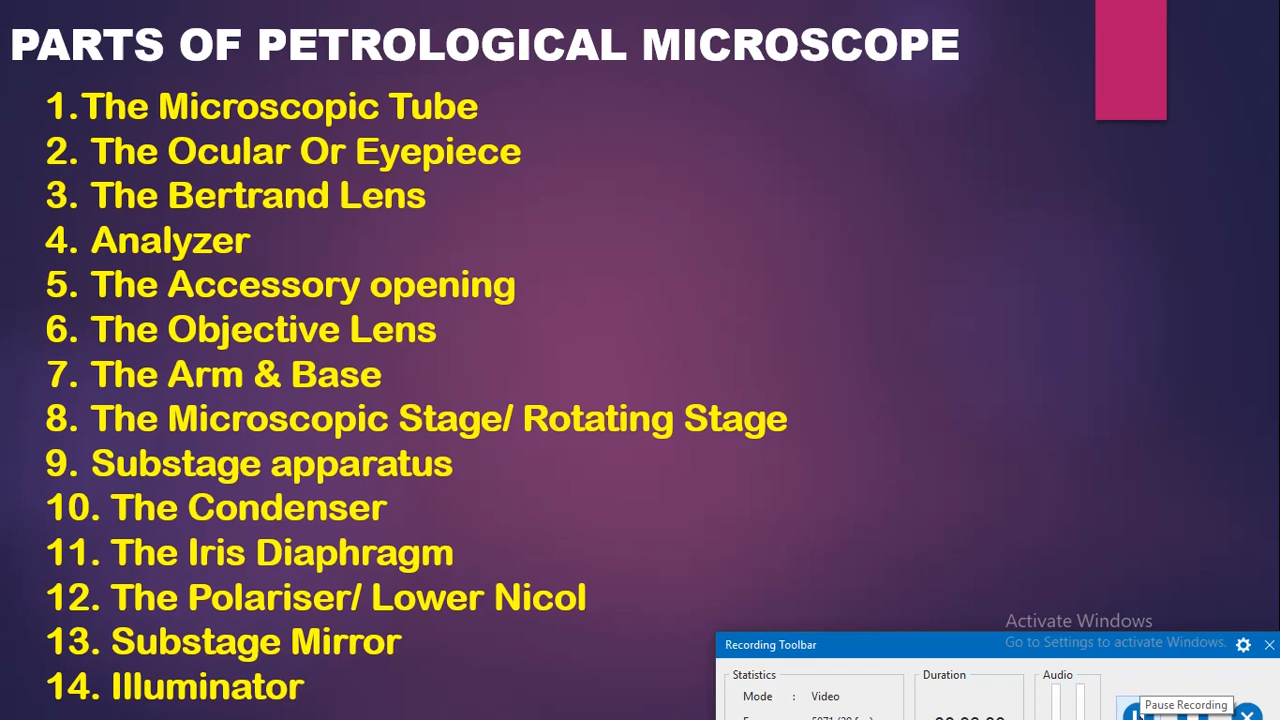 PARTS OF PETROLOGICAL MICROSCOPE
1.The Microscopic Tube
2. The Ocular Or Eyepiece
3. The Bertrand Lens
4. Analyzer
5. The Accessory opening
6. The Objective Lens
7. The Arm & Base
8. The Microscopic Stage/ Rotating Stage
9. Substage apparatus
10. The Condenser
11. The Iris Diaphragm
12. The Polariser/ Lower Nicol
13. Substage Mirror
14. Illuminator
Activate Windows
Go to Settings to activate Windows.
Recording Toolbar
Statistics
Duration
Audio
Mode : Video
Pause Recording